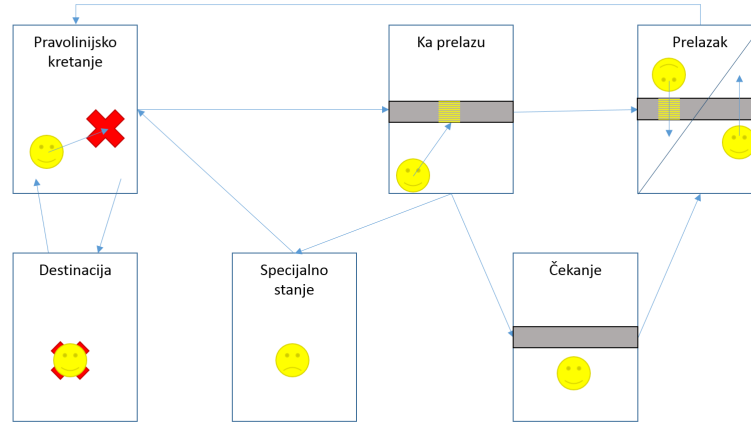 Pravolinijsko
kretanje
Ka prelazu
Prelazak
Destinacija
Specijalno
stanje
Čekanje